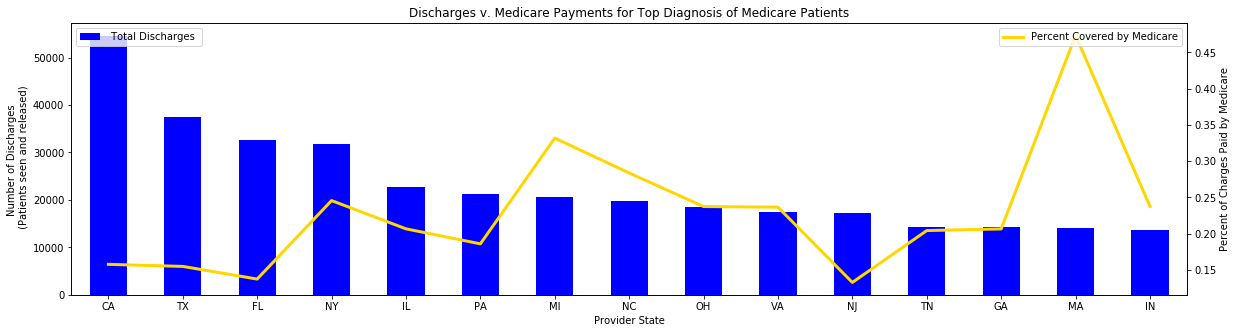 Discharges v. Medicare Payments for Top Diagnosis of Medicare Patients
Total Discharges
Percent Covered by Medicare
Number of Discharges
(Patients seen and released)
50000
40000
30000
20000
10000
0
0.45
0.40
0.35
0.30
0.25
0.20
0.15
Percent of Charges Paid by Medicare
CA TX FL NY IL PA MI NC OH VA NJ TN GA MA IN
Provider State